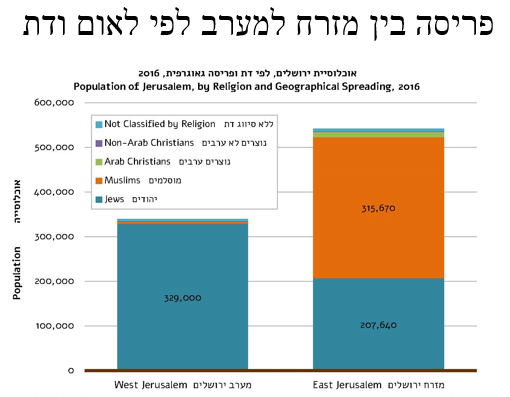 פריסה בין מזרח למערב לפי לאום ודת
אוכלוסיית ירושלים, לפי דת ופריסה גאוגרפית, 2016
Population of Jerusalem, by Religion and Geographical Spreading, 2016
600,000
500,000
400,000
300,000
200,000
100,000
0
Population אוכלוסייה
Not Classified by Religion ללא סיווג דת
Non-Arab Christians נוצרים לא ערבים
Arab Christians נוצרים ערבים
Muslims מוסלמים
Jews יהודים
329,000
315,670
207,640
West Jerusalem מערב ירושלים
East Jerusalem מזרח ירושלים